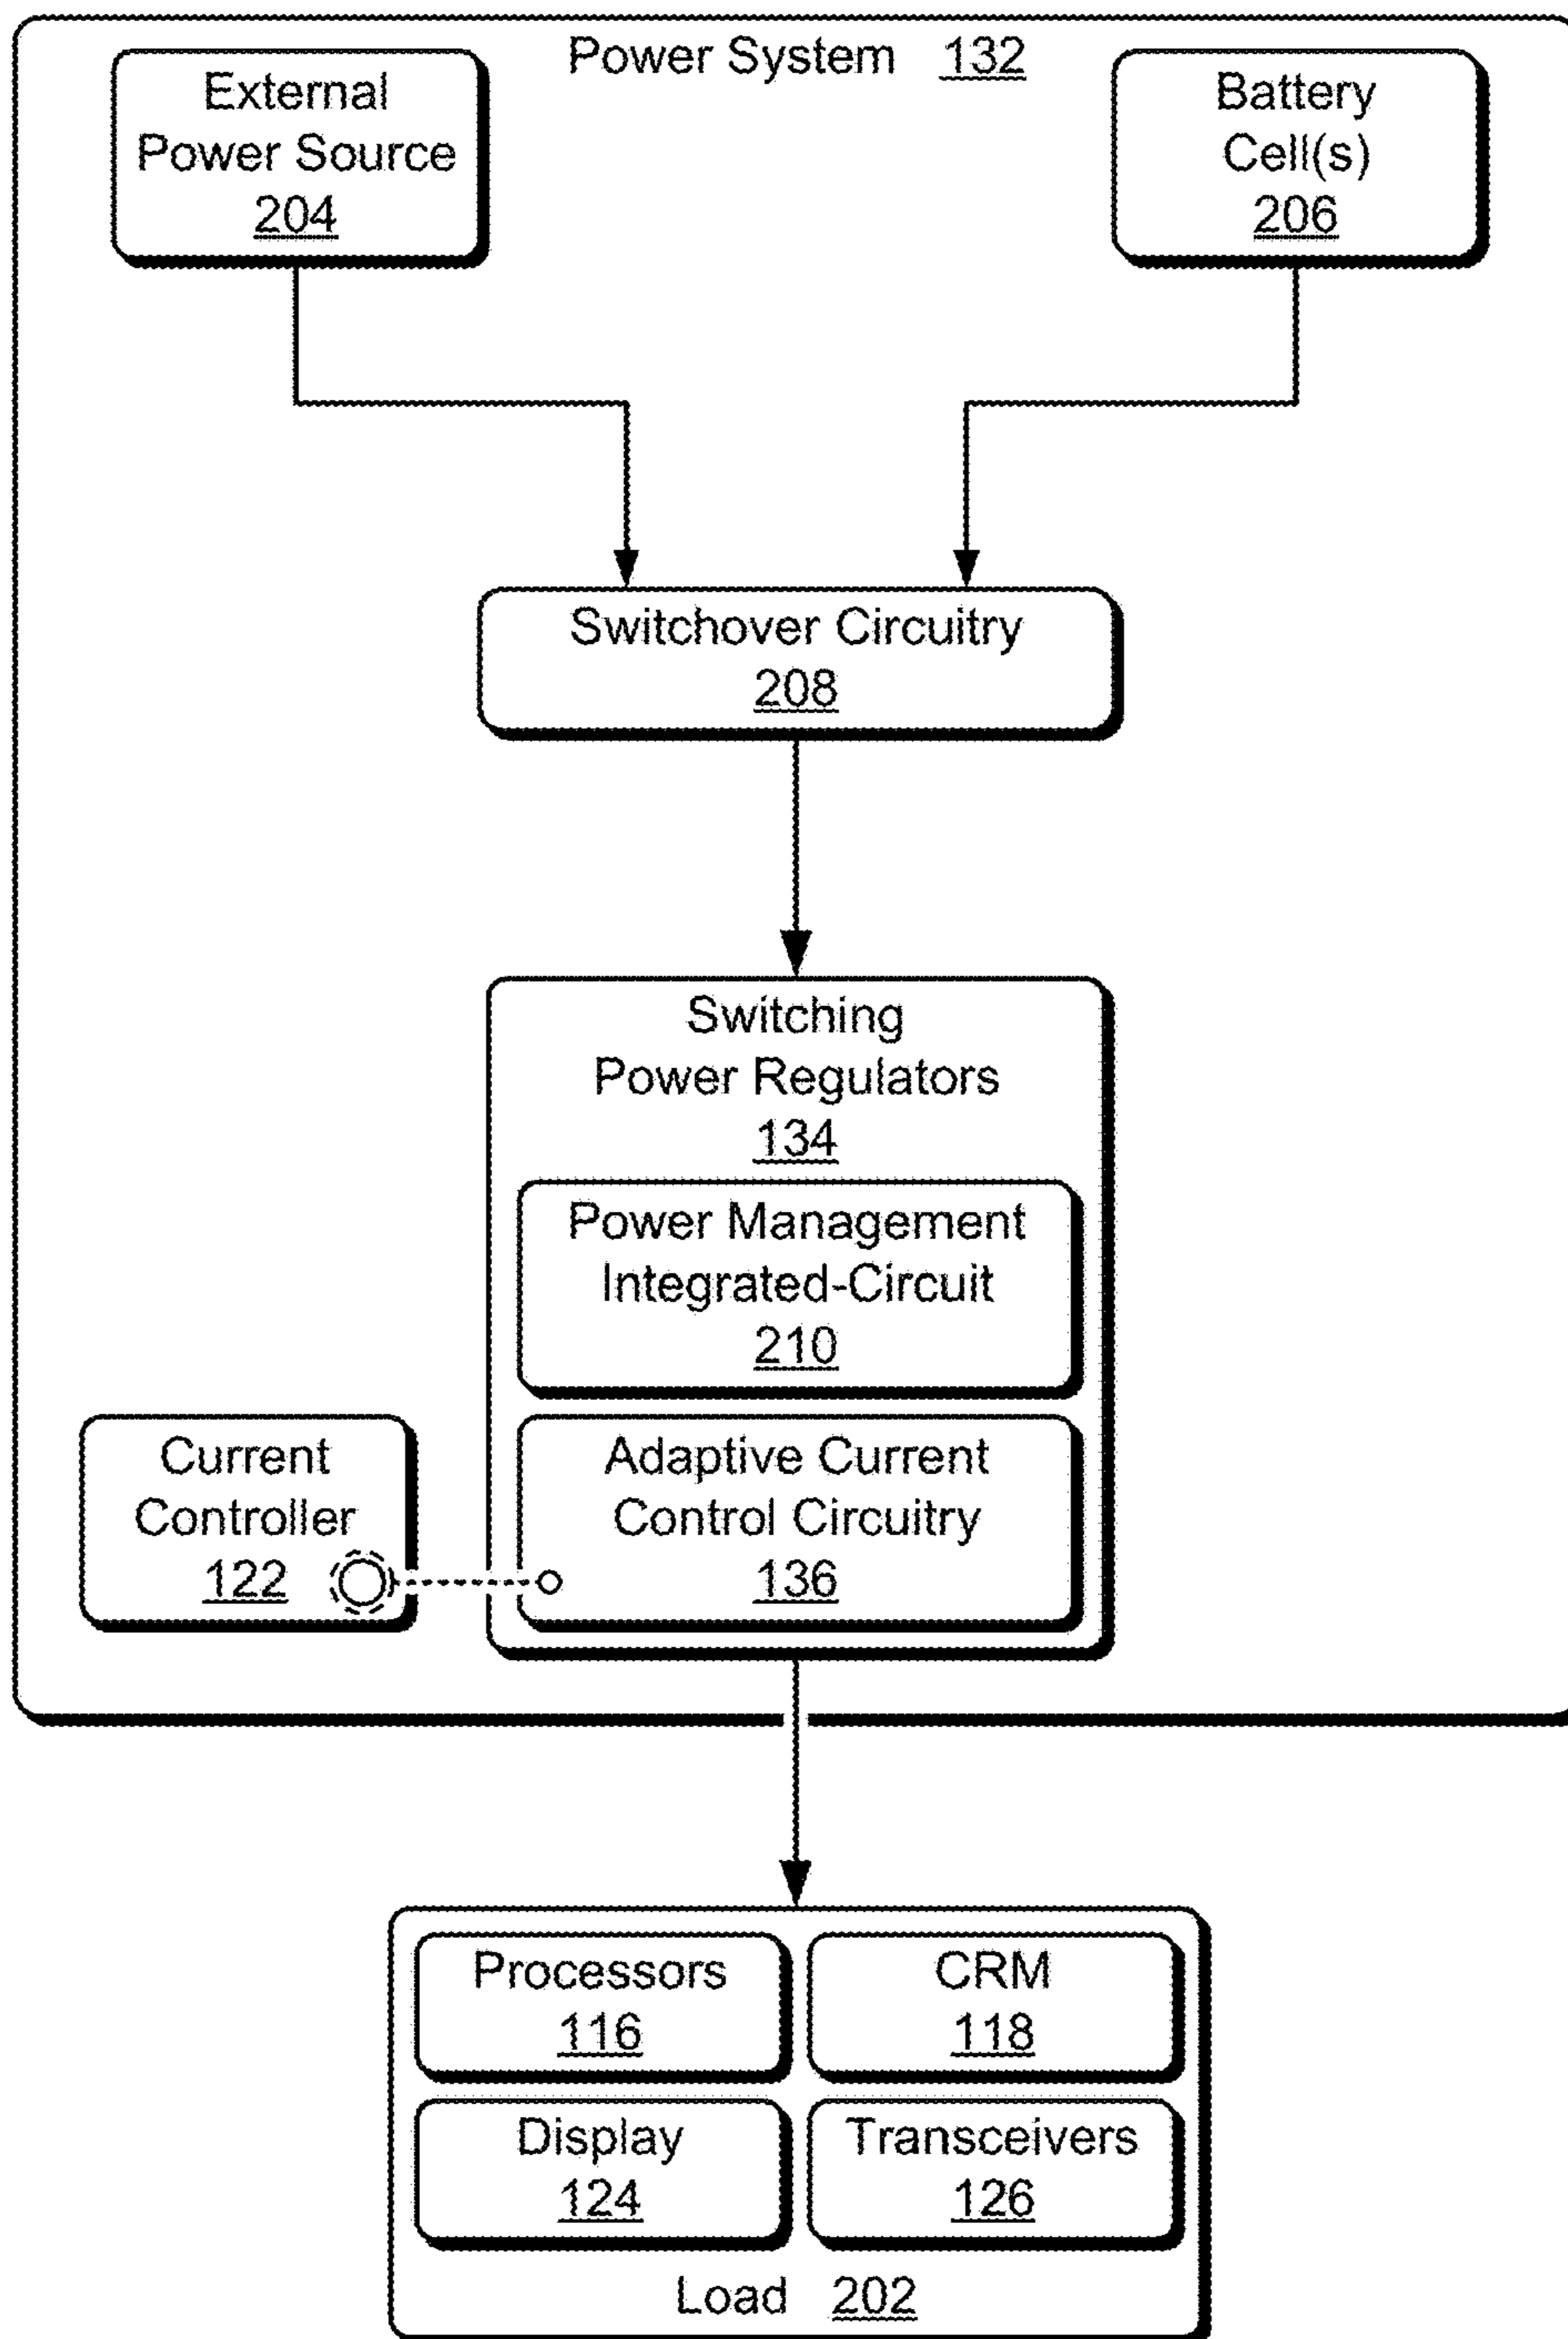 Power System 132
External
Power Source
204
Battery
Cell(s)
206
Switchover Circuitry
208
Switching
Power Regulators
134
Power Management
Integrated-Circuit
210
Current
Controller
122
Adaptive Current
Control Circuitry
136
Processors
116
CRM
118
Display
124
Transceivers
126
Load 202